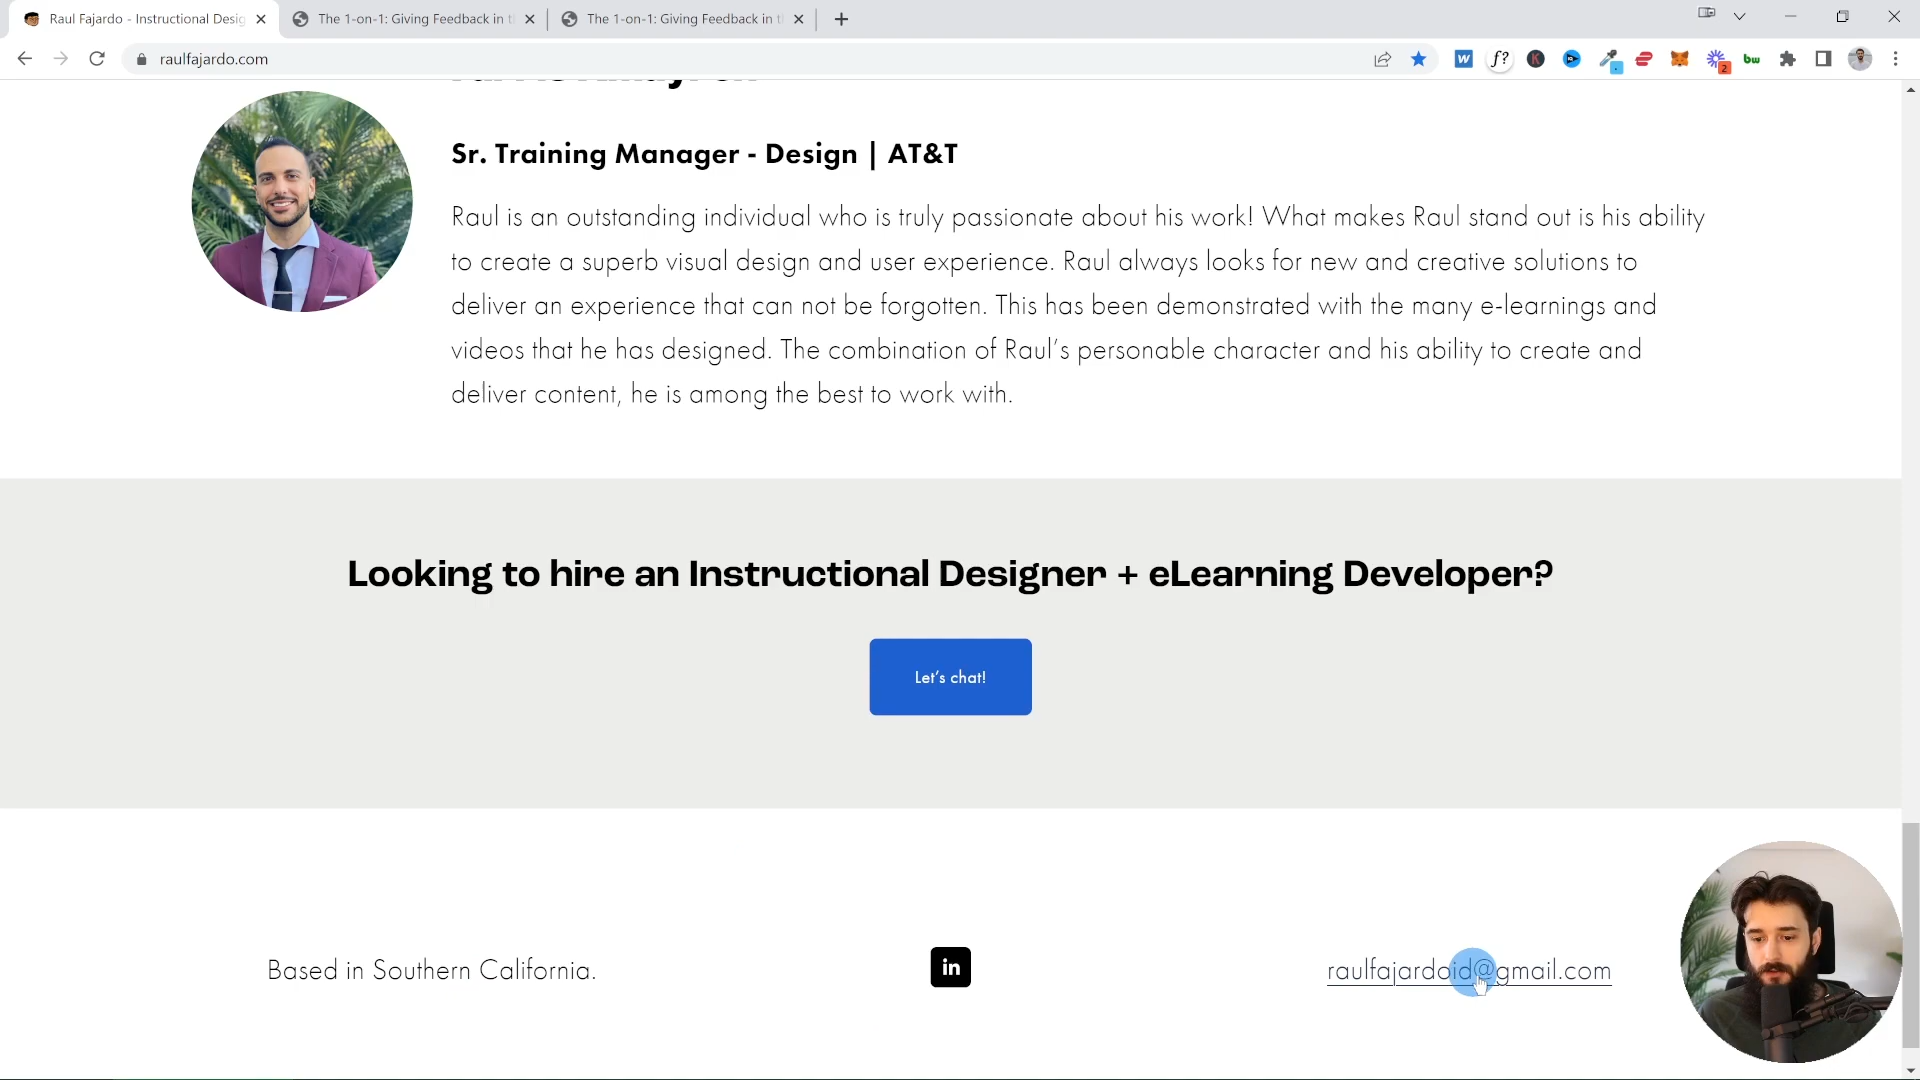 Raul Fajardo - Instructional Desig
The 1-on-1: Giving Feedback in t
The 1-on-1: Giving Feedback in t
raulfajardo.com
W
f?
K
2
bw
Sr. Training Manager - Design | AT&T
Raul is an outstanding individual who is truly passionate about his work! What makes Raul stand out is his ability
to create a superb visual design and user experience. Raul always looks for new and creative solutions to
deliver an experience that can not be forgotten. This has been demonstrated with the many e-learnings and
videos that he has designed. The combination of Raul’s personable character and his ability to create and
deliver content, he is among the best to work with.
Looking to hire an Instructional Designer + eLearning Developer?
Let’s chat!
Based in Southern California.
in
raulfajardoid@gmail.com